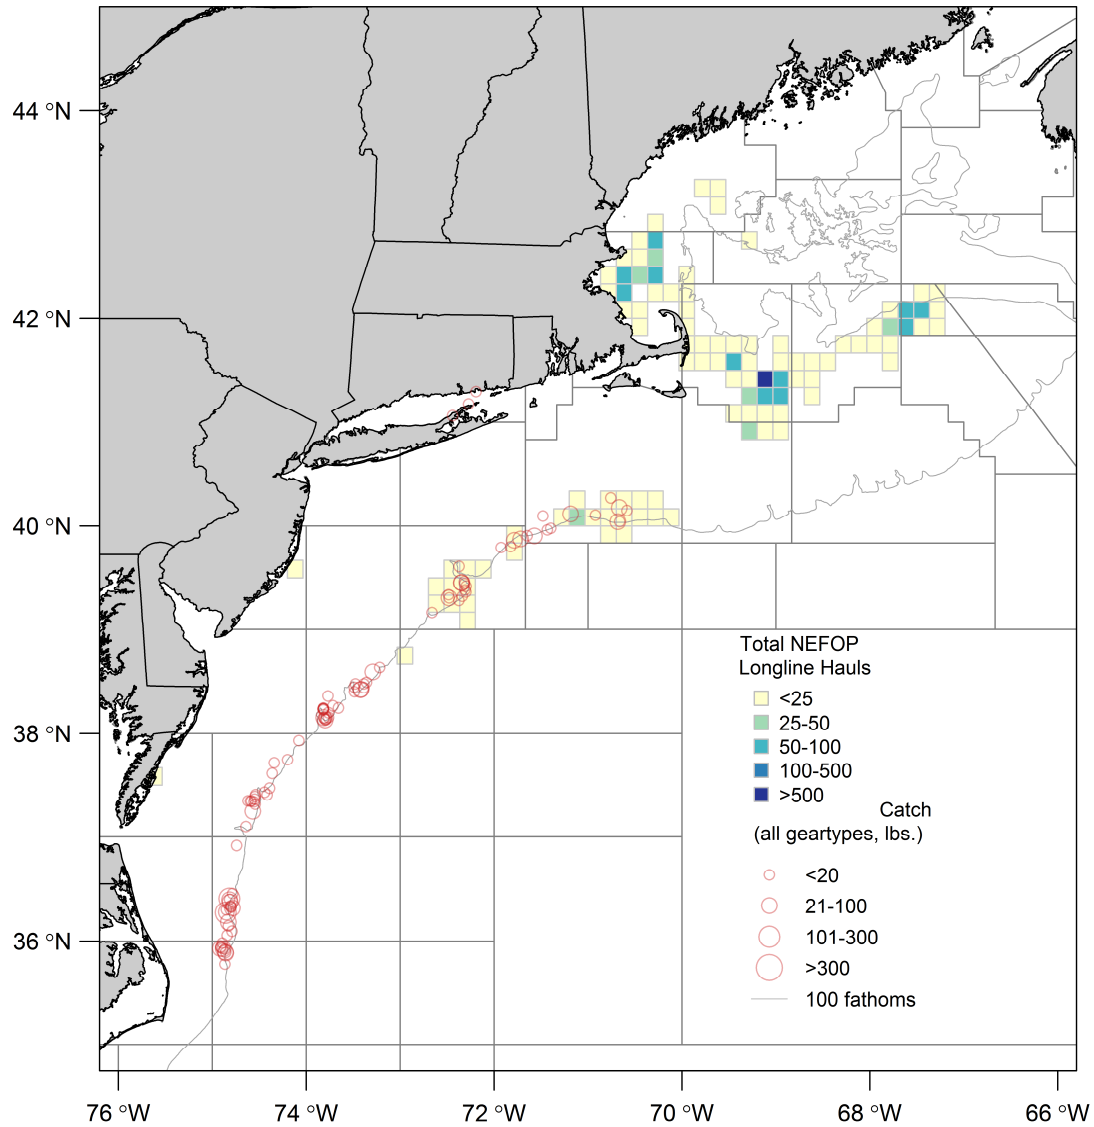 44 °N
42 °N
40 °N
38 °N
36 °N
Total NEFOP
Longline Hauls
<25
25-50
50-100
100-500
>500
Catch
(all geartypes, lbs.)
<20
21-100
101-300
>300
100 fathoms
76 °W
74 °W
72 °W
70 °W
68 °W
66 °W